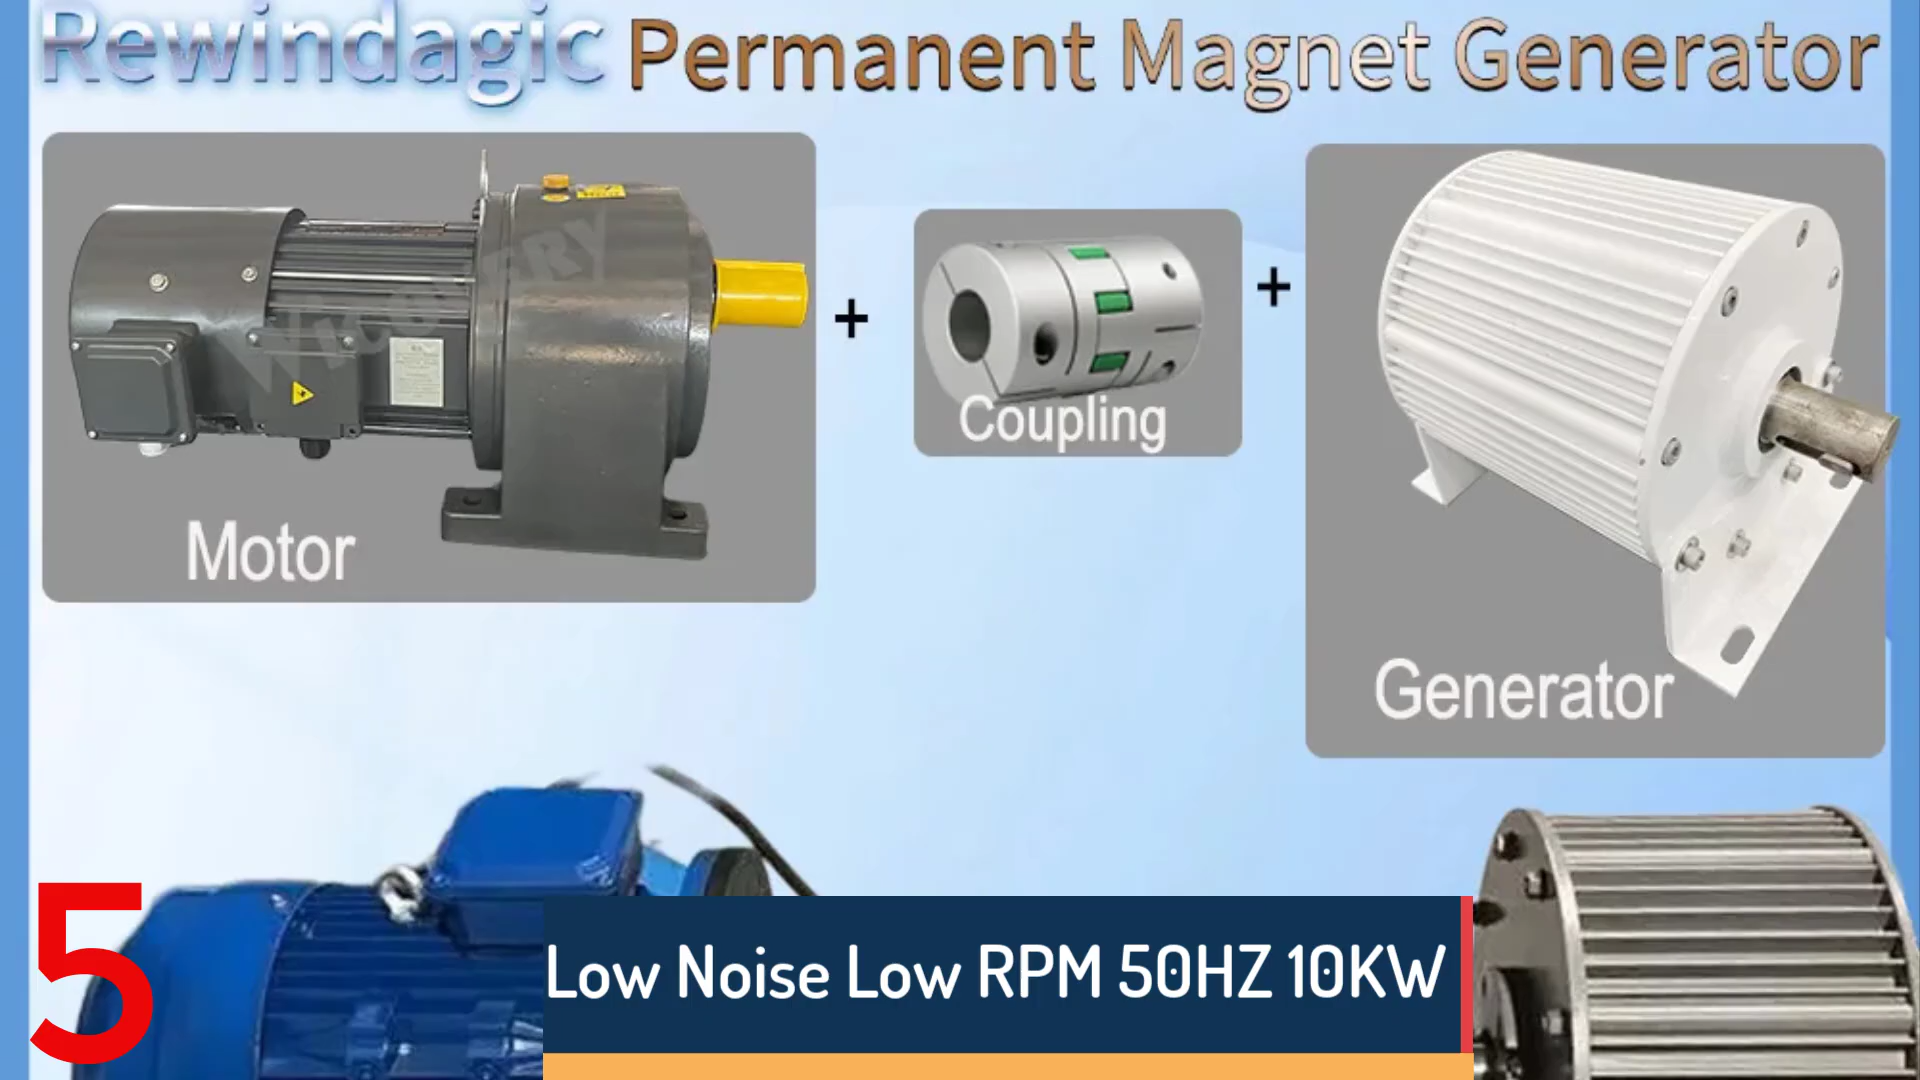 Rewindagic Permanent Magnet Generator
Motor
+
Coupling
+
Generator
5
Low Noise Low RPM 50HZ 10KW